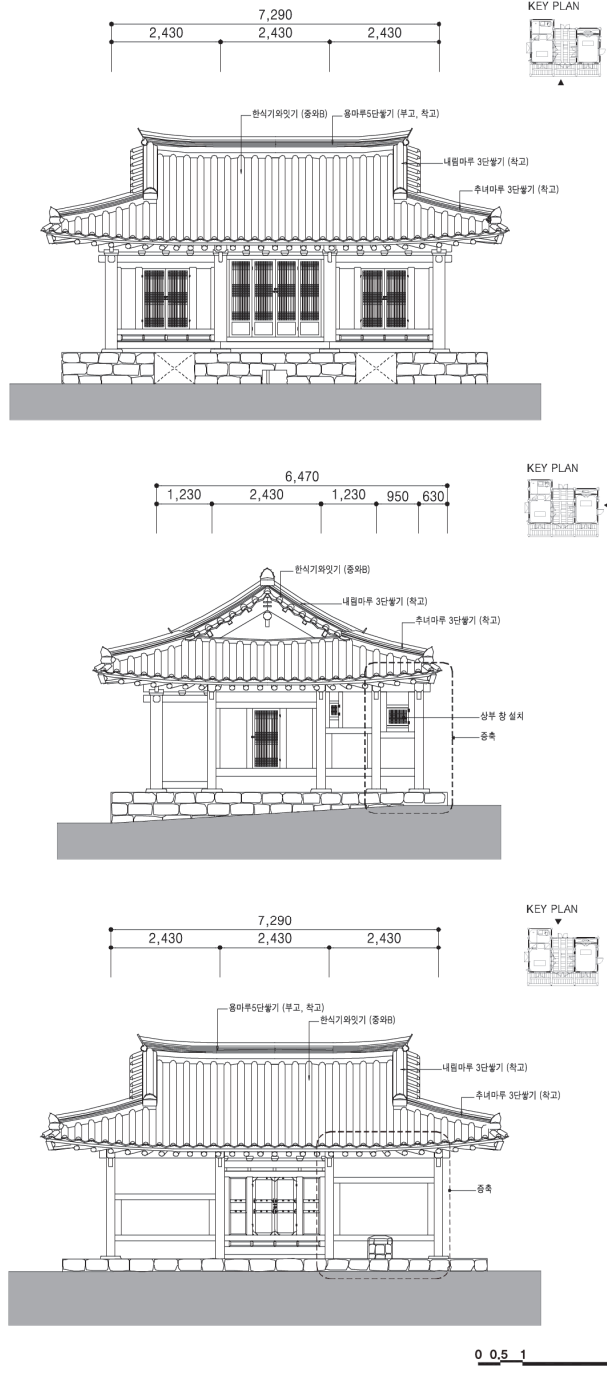 KEY PLAN
7,290
2,430 2,430 2,430
한식기와잇기 (중와B)
용마루5단쌓기 (부고, 착고)
내림마루 3단쌓기 (착고)
추녀마루 3단쌓기 (착고)
KEY PLAN
6,470
1,230 2,430 1,230 950 630
한식기와잇기 (중와B)
내림마루 3단쌓기 (착고)
추녀마루 3단쌓기 (착고)
상부 창 설치
증축
KEY PLAN
7,290
2,430 2,430 2,430
용마루5단쌓기 (부고, 착고)
한식기와잇기 (중와B)
내림마루 3단쌓기 (착고)
추녀마루 3단쌓기 (착고)
증축
0 0.5 1